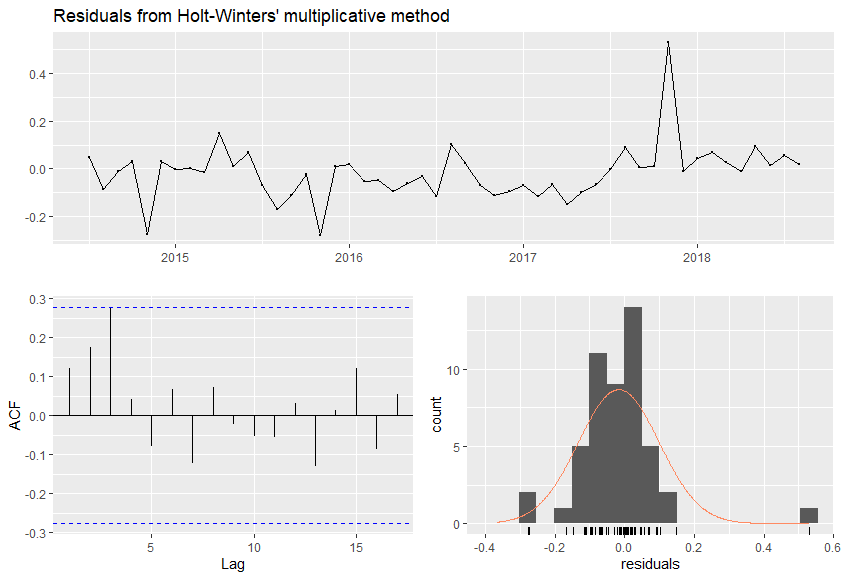 Residuals from Holt-Winters' multiplicative method
0.4
0.2
0.0
-0.2
2015 2016 2017 2018
0.3
0.2
0.1
0.0
-0.1
-0.2
-0.3
ACF
5 10 15
Lag
10
5
0
count
-0.4 -0.2 0.0 0.2 0.4 0.6
residuals